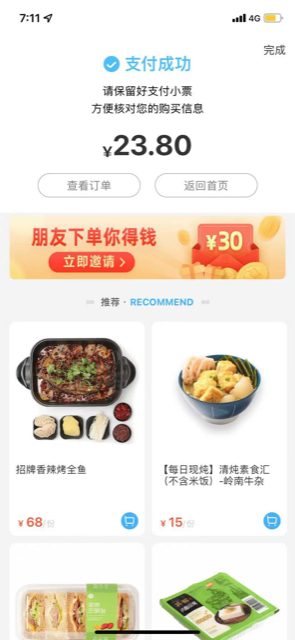 7:11
4G
完成
支付成功
请保留好支付小票
方便核对您的购买信息
¥23.80
查看订单
返回首页
朋友下单你得钱
立即邀请
¥30
推荐 · RECOMMEND
招牌香辣烤全鱼
¥ 68/份
【每日现炖】清炖素食汇
（不含米饭）-岭南牛杂
¥ 15/份